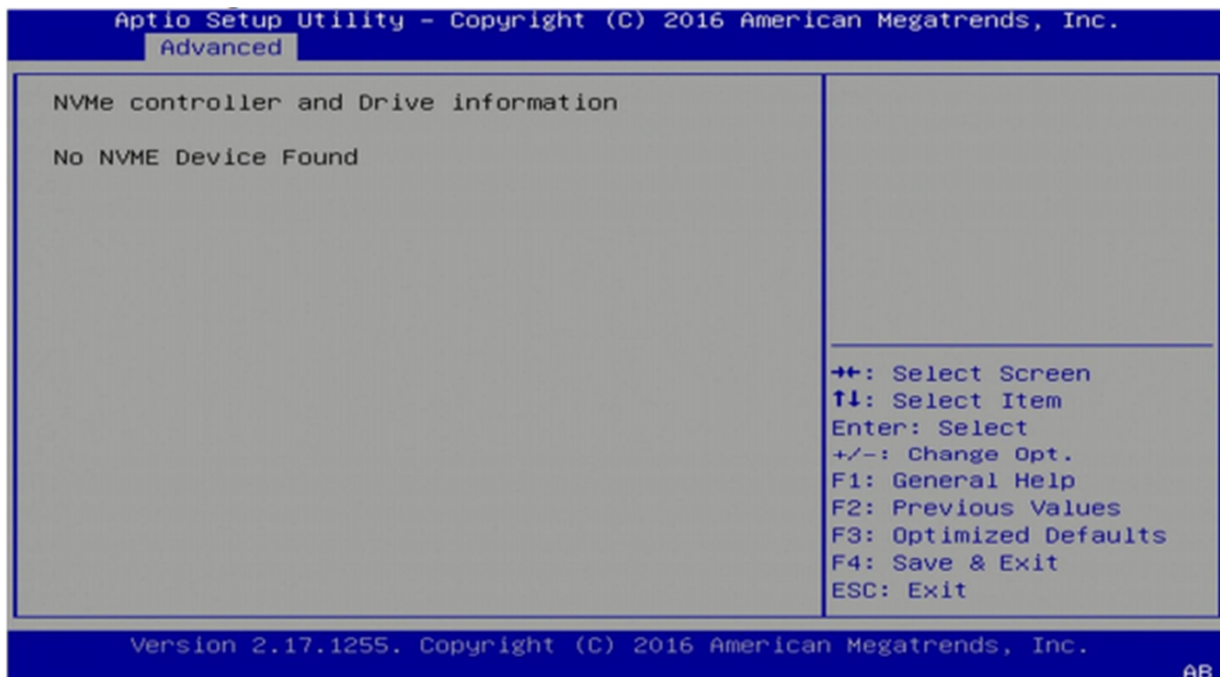 Aptio Setup Utility – Copyright (C) 2016 American Megatrends, Inc.
Advanced
NVMe controller and Drive information
No NVME Device Found
→←: Select Screen
↑↓: Select Item
Enter: Select
+/-: Change Opt.
F1: General Help
F2: Previous Values
F3: Optimized Defaults
F4: Save & Exit
ESC: Exit
Version 2.17.1255. Copyright (C) 2016 American Megatrends, Inc.
AB